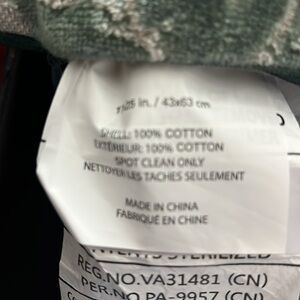 in. / 43x63 cm
SHELL: 100% COTTON
EXTÉRIEUR: 100% COTTON
SPOT CLEAN ONLY
NETTOYER LES TACHES SEULEMENT
MADE IN CHINA
FABRIQUÉ EN CHINE
STERILIZED
REG.NO.VA31481 (CN)
PER.NO.PA-9957 (CN)